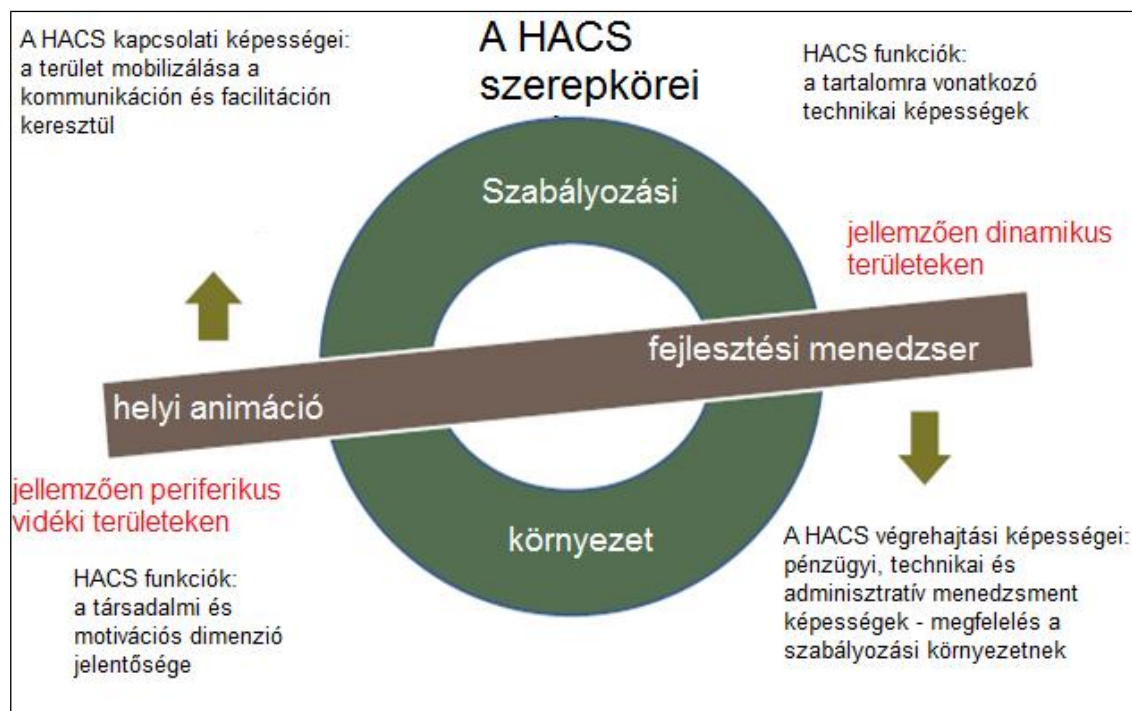 A HACS kapcsolati képességei:
a terület mobilizálása a
kommunikáción és facilitáción
keresztül
A HACS
szerepkörei
HACS funkciók:
a tartalomra vonatkozó
technikai képességek
Szabályozási
jellemzően dinamikus
területeken
fejlesztési menedzser
helyi animáció
jellemzően periferikus
vidéki területeken
környezet
HACS funkciók:
a társadalmi és
motivációs dimenzió
jelentősége
A HACS végrehajtási képességei:
pénzügyi, technikai és
adminisztratív menedzsment
képességek - megfelelés a
szabályozási környezetnek